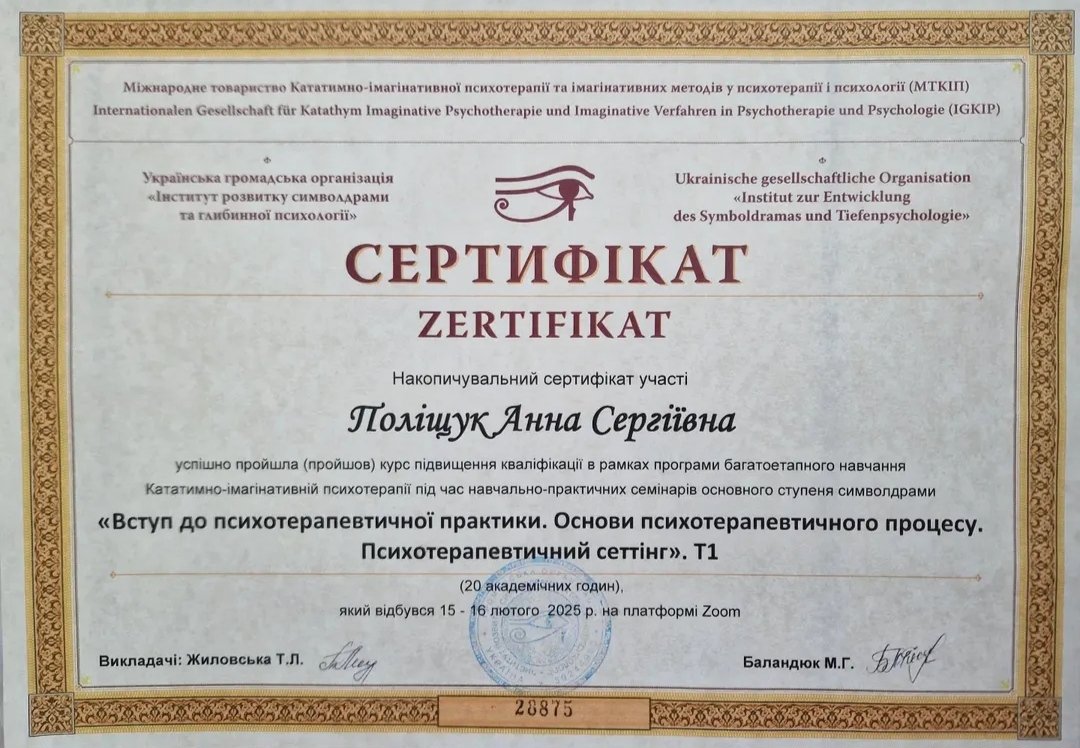 Міжнародне товариство Кататимно-імагінативної психотерапії та імагінативних методів у психотерапії і психології (МТКІП)
Internationalen Gesellschaft für Katathym Imaginative Psychotherapie und Imaginative Verfahren in Psychotherapie und Psychologie (IGKIP)
Українська громадська організація
«Інститут розвитку символдрами
та глибинної психології»
Ukrainische gesellschaftliche Organisation
«Institut zur Entwicklung
des Symboldramas und Tiefenpsychologie»
СЕРТИФІКАТ
ZERTIFIKAT
Накопичувальний сертифікат участі
Поліщук Анна Сергіївна
успішно пройшла (пройшов) курс підвищення кваліфікації в рамках програми багатоетапного навчання
Кататимно-імагінативній психотерапії під час навчально-практичних семінарів основного ступеня символдрами
«Вступ до психотерапевтичної практики. Основи психотерапевтичного процесу.
Психотерапевтичний сеттінг». Т1
(20 академічних годин),
який відбувся 15 - 16 лютого 2025 р. на платформі Zoom
Викладачі: Жиловська Т.Л.
Баландюк М.Г.
УКРАЇНА
28875